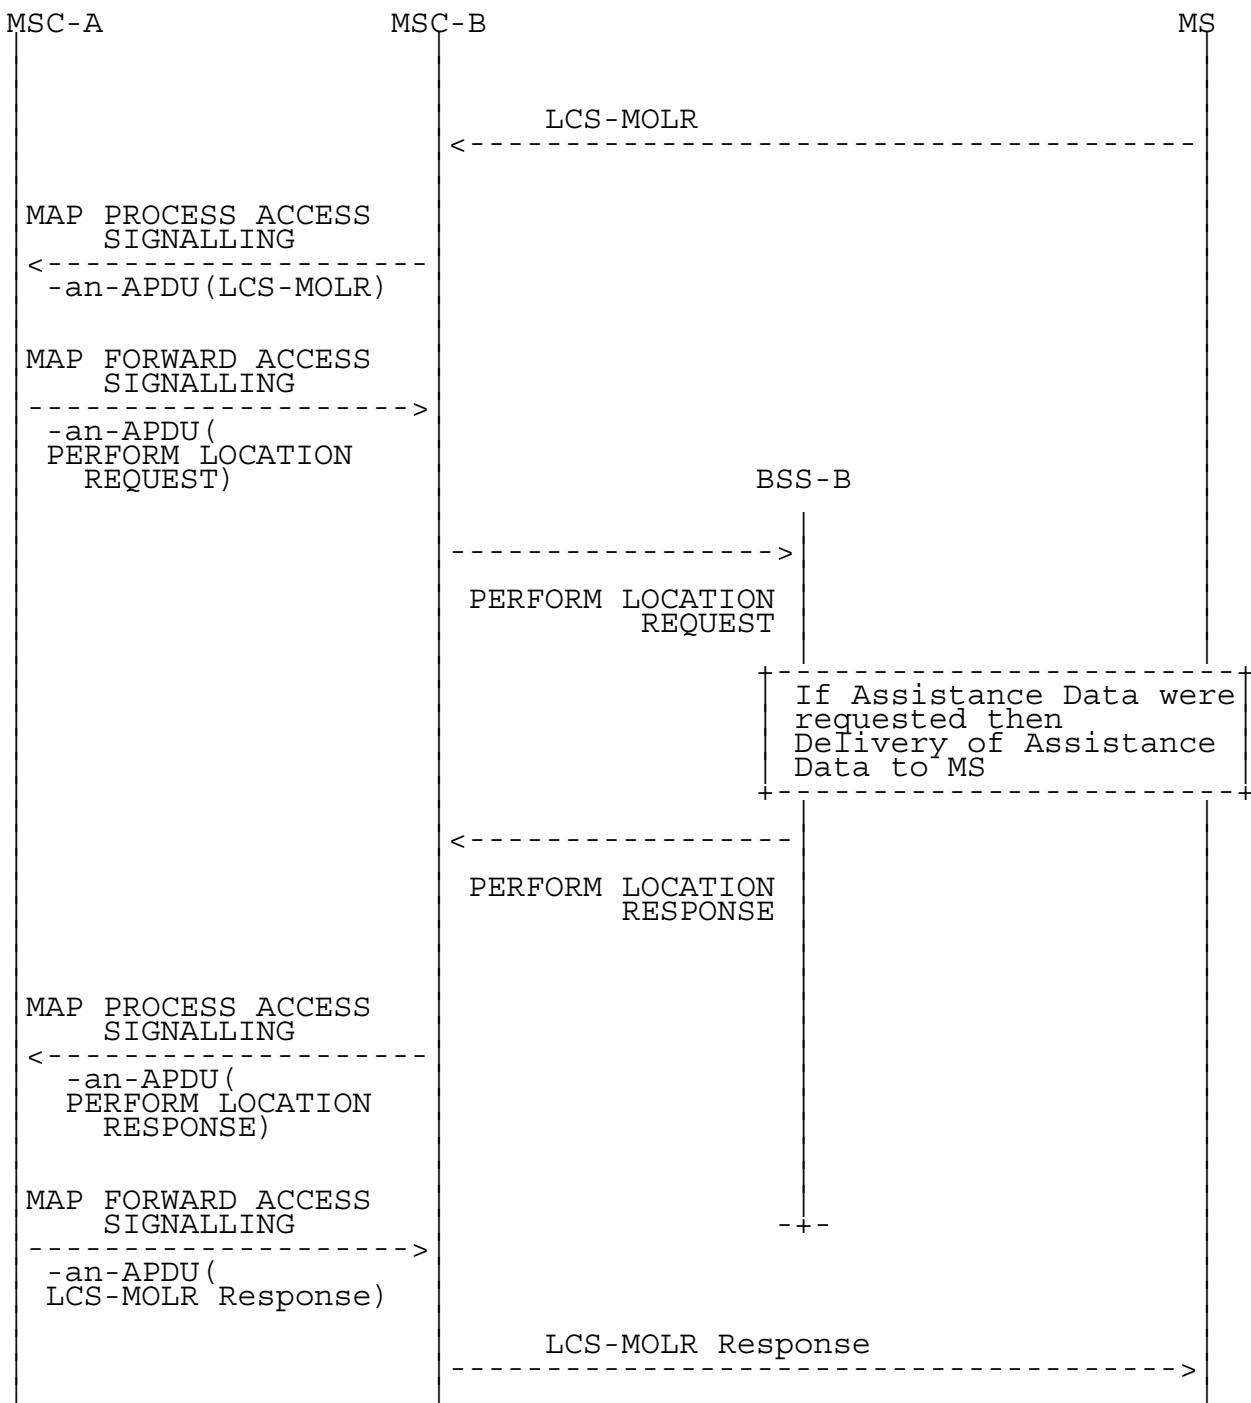 MSC-A MSC-B MS
LCS-MOLR
MAP PROCESS ACCESS
SIGNALLING
-an-APDU(LCS-MOLR)
MAP FORWARD ACCESS
SIGNALLING
-an-APDU(
PERFORM LOCATION
REQUEST)
BSS-B
PERFORM LOCATION
REQUEST
If Assistance Data were
requested then
Delivery of Assistance
Data to MS
PERFORM LOCATION
RESPONSE
MAP PROCESS ACCESS
SIGNALLING
-an-APDU(
PERFORM LOCATION
RESPONSE)
MAP FORWARD ACCESS
SIGNALLING
-an-APDU(
LCS-MOLR Response)
LCS-MOLR Response